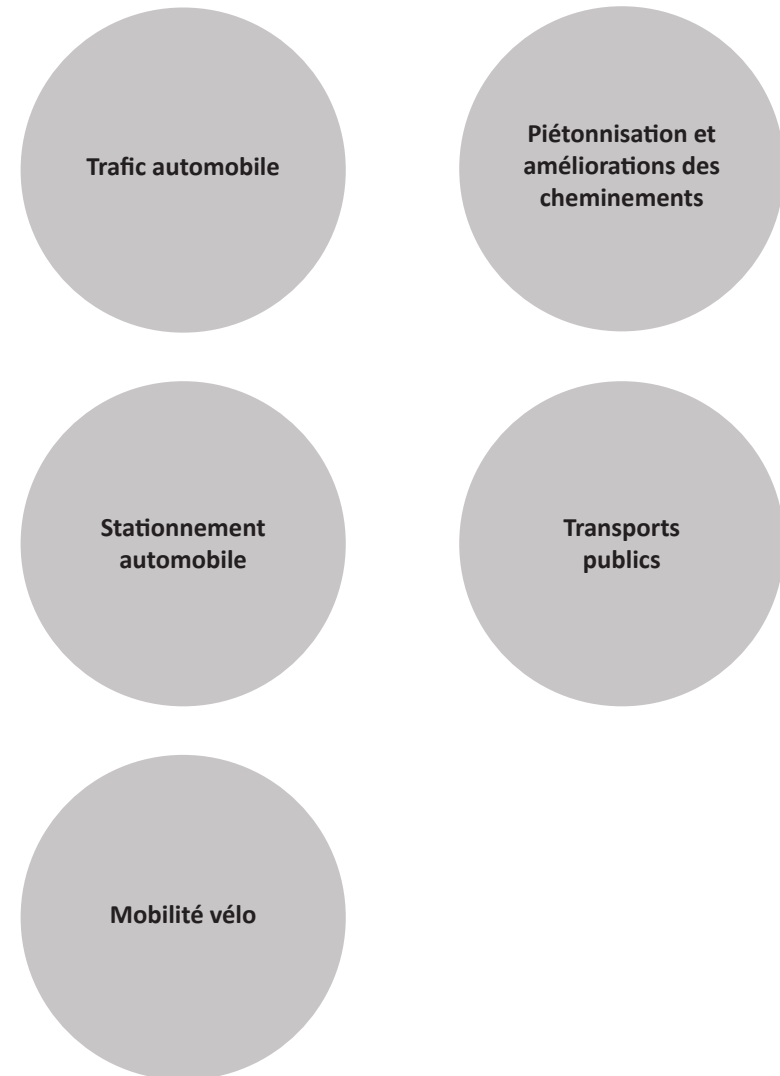 Trafic automobile
Piétonnisation et
améliorations des
cheminements
Stationnement
automobile
Transports
publics
Mobilité vélo